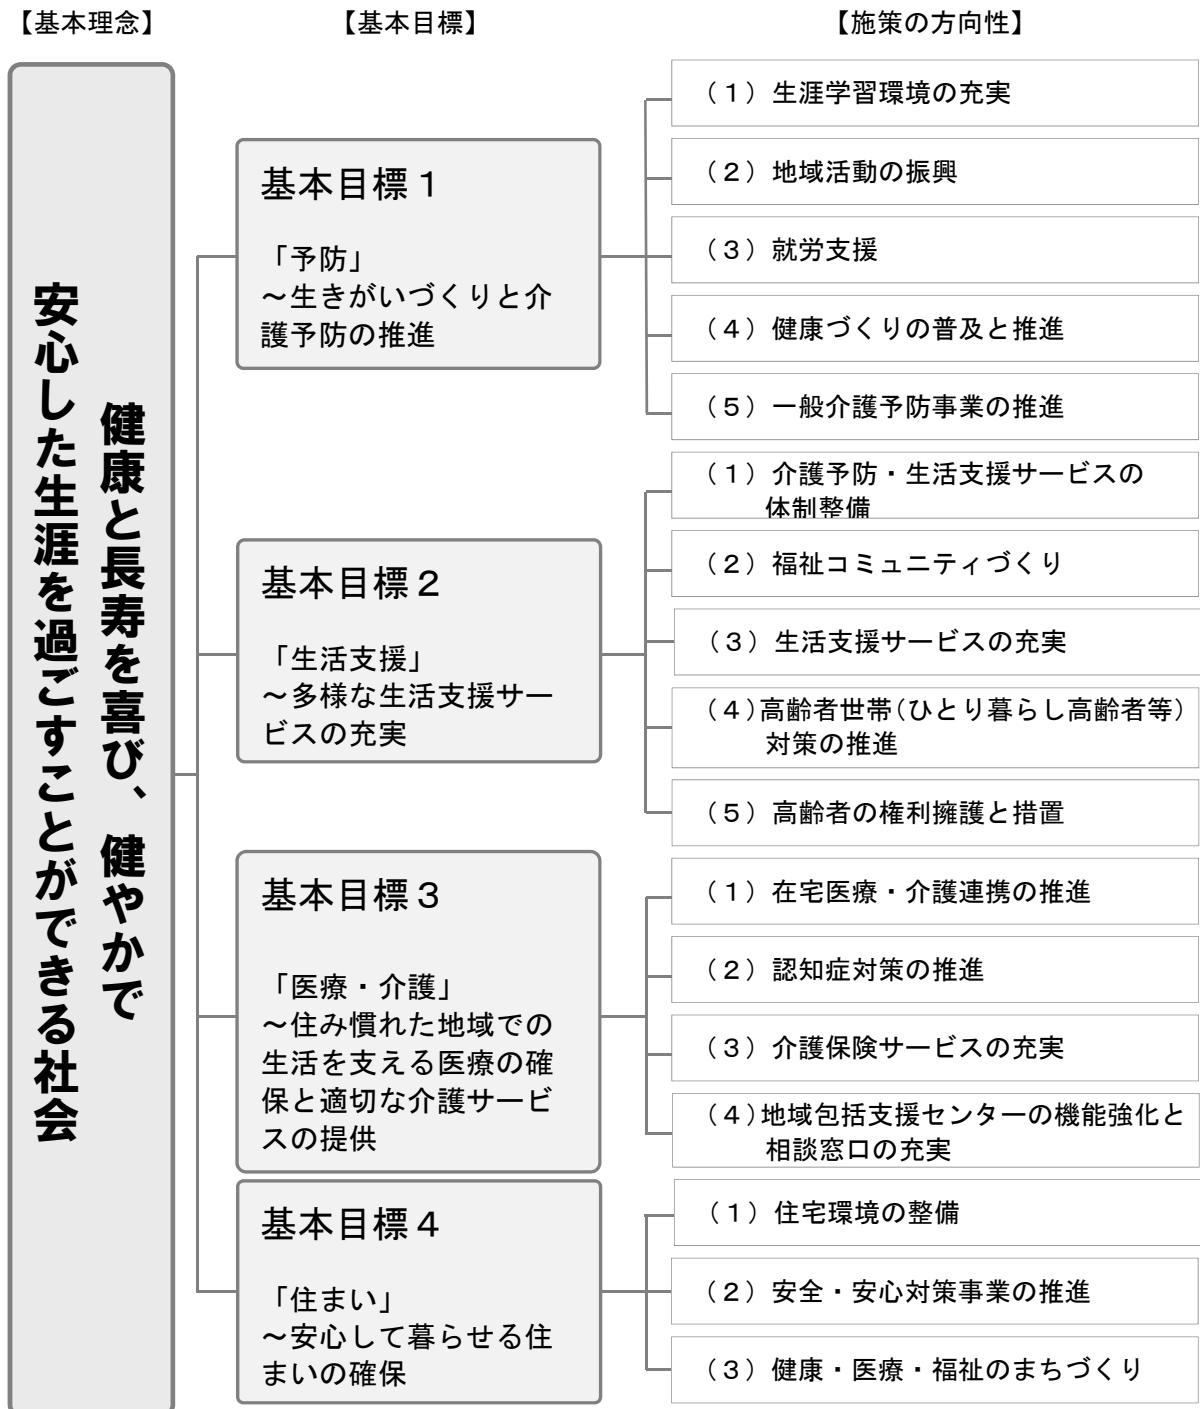 【基本理念】
【基本目標】
【施策の方向性】
健康と長寿を喜び、　健やかで
安心した生涯を過ごすことができる社会
基本目標１
「予防」
～生きがいづくりと介
護予防の推進
（１）生涯学習環境の充実
（２）地域活動の振興
（３）就労支援
（４）健康づくりの普及と推進
（５）一般介護予防事業の推進
基本目標２
「生活支援」
～多様な生活支援サー
ビスの充実
（１）介護予防・生活支援サービスの
体制整備
（２）福祉コミュニティづくり
（３）生活支援サービスの充実
（４）高齢者世帯（ひとり暮らし高齢者等）
対策の推進
（５）高齢者の権利擁護と措置
基本目標３
「医療・介護」
～住み慣れた地域での
生活を支える医療の確
保と適切な介護サービ
スの提供
（１）在宅医療・介護連携の推進
（２）認知症対策の推進
（３）介護保険サービスの充実
（４）地域包括支援センターの機能強化と
相談窓口の充実
基本目標４
「住まい」
～安心して暮らせる住
まいの確保
（１）住宅環境の整備
（２）安全・安心対策事業の推進
（３）健康・医療・福祉のまちづくり